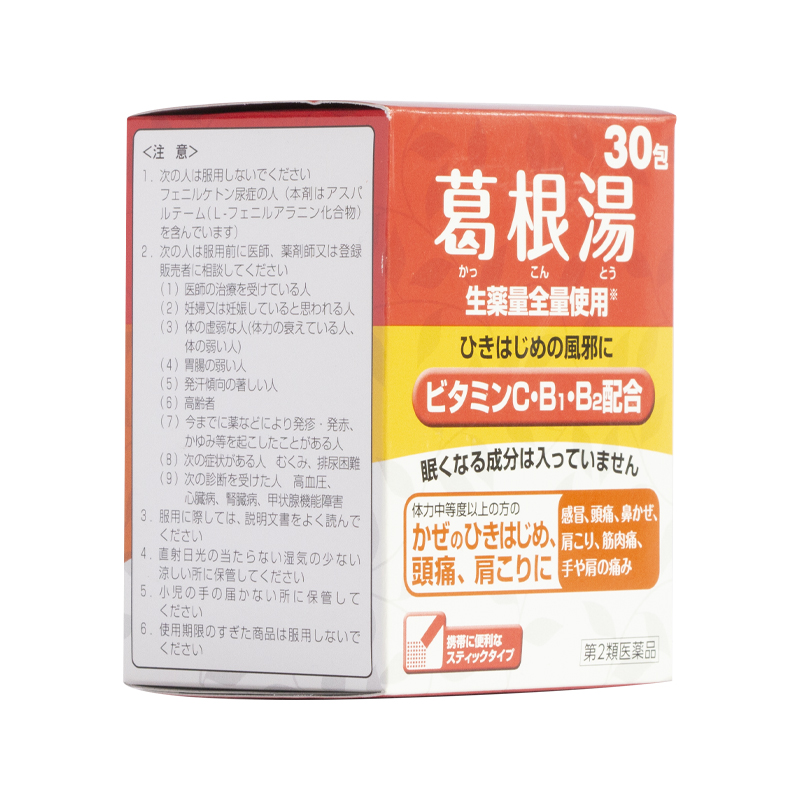 ＜注　意＞
1．次の人は服用しないでください
フェニルケトン尿症の人（本剤はアスパ
ルテーム（L-フェニルアラニン化合物）
を含んでいます）
2．次の人は服用前に医師、薬剤師又は登録
販売者に相談してください
（1）医師の治療を受けている人
（2）妊婦又は妊娠していると思われる人
（3）体の虚弱な人（体力の衰えている人、
体の弱い人）
（4）胃腸の弱い人
（5）発汗傾向の著しい人
（6）高齢者
（7）今までに薬などにより発疹・発赤、
かゆみ等を起こしたことがある人
（8）次の症状がある人　むくみ、排尿困難
（9）次の診断を受けた人　高血圧、
心臓病、腎臓病、甲状腺機能障害
3．服用に際しては、説明文書をよく読んで
ください
4．直射日光の当たらない湿気の少ない
涼しい所に保管してください
5．小児の手の届かない所に保管して
ください
6．使用期限のすぎた商品は服用しないで
ください
30包
葛根湯
かっ こん とう
生薬量全量使用※
ひきはじめの風邪に
ビタミンC・B1・B2配合
眠くなる成分は入っていません
体力中等度以上の方の
かぜのひきはじめ、
頭痛、肩こりに
感冒、頭痛、鼻かぜ、
肩こり、筋肉痛、
手や肩の痛み
携帯に便利な
スティックタイプ
第2類医薬品